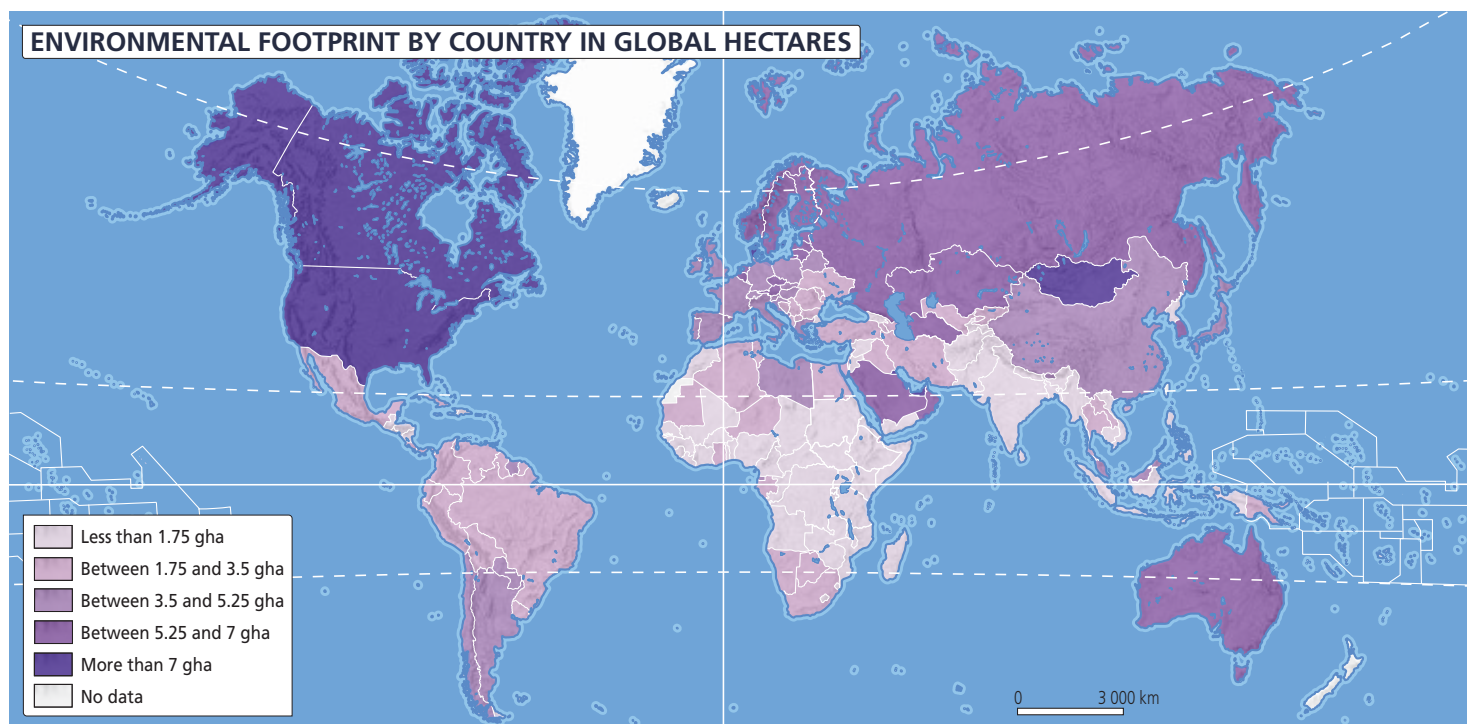 ENVIRONMENTAL FOOTPRINT BY COUNTRY IN GLOBAL HECTARES
Less than 1.75 gha
Between 1.75 and 3.5 gha
Between 3.5 and 5.25 gha
Between 5.25 and 7 gha
More than 7 gha
No data
0 3 000 km